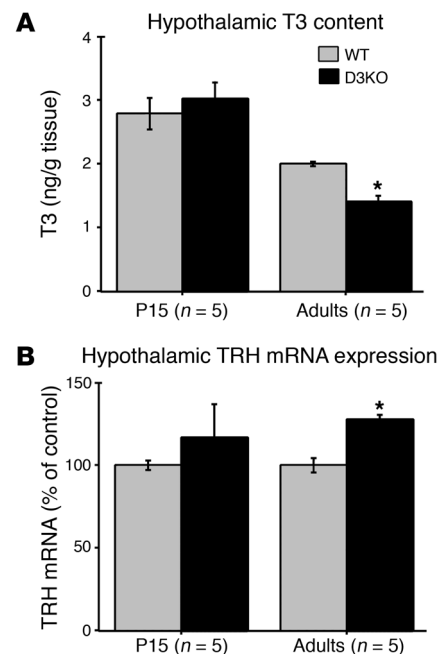 A Hypothalamic T3 content
WT
D3KO
T3 (ng/g tissue)
4
3
2
1
0
*
P15 (n = 5) Adults (n = 5)
B Hypothalamic TRH mRNA expression
TRH mRNA (% of control)
150
100
50
0
*
P15 (n = 5) Adults (n = 5)